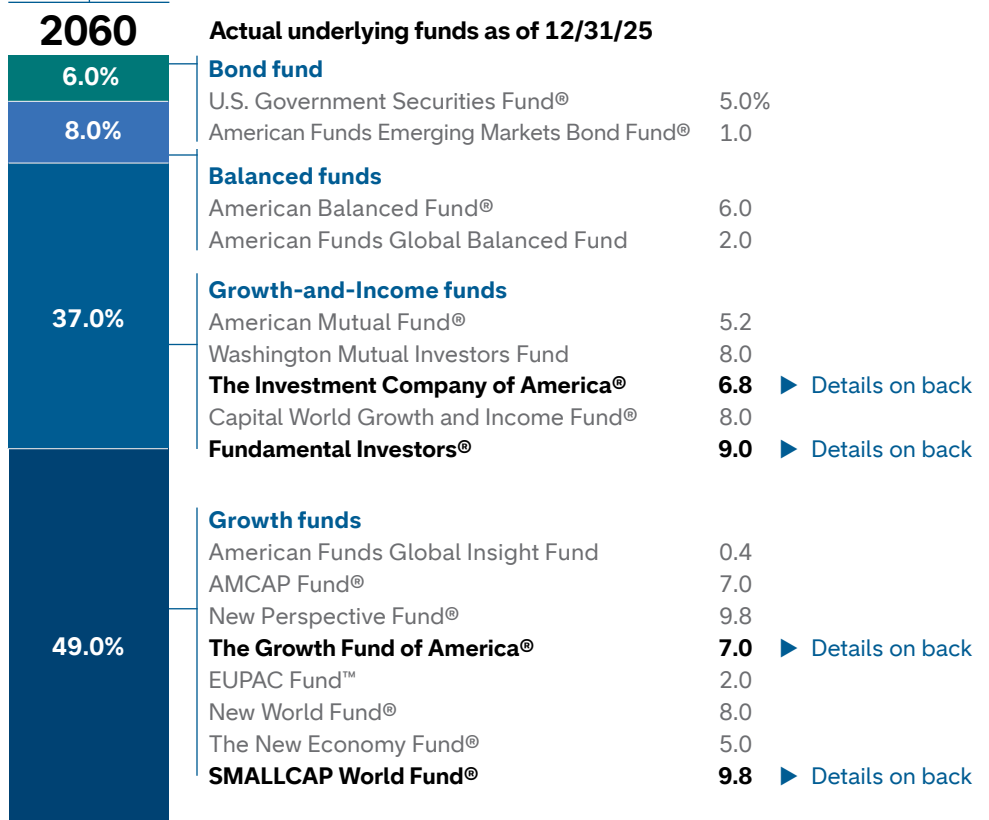 2060 Actual underlying funds as of 12/31/25
6.0%
8.0%
37.0%
49.0%
Bond fund
U.S. Government Securities Fund® 5.0%
American Funds Emerging Markets Bond Fund® 1.0
Balanced funds
American Balanced Fund® 6.0
American Funds Global Balanced Fund 2.0
Growth-and-Income funds
American Mutual Fund® 5.2
Washington Mutual Investors Fund 8.0
The Investment Company of America® 6.8 ▶ Details on back
Capital World Growth and Income Fund® 8.0
Fundamental Investors® 9.0 ▶ Details on back
Growth funds
American Funds Global Insight Fund 0.4
AMCAP Fund® 7.0
New Perspective Fund® 9.8
The Growth Fund of America® 7.0 ▶ Details on back
EUPAC Fund™ 2.0
New World Fund® 8.0
The New Economy Fund® 5.0
SMALLCAP World Fund® 9.8 ▶ Details on back